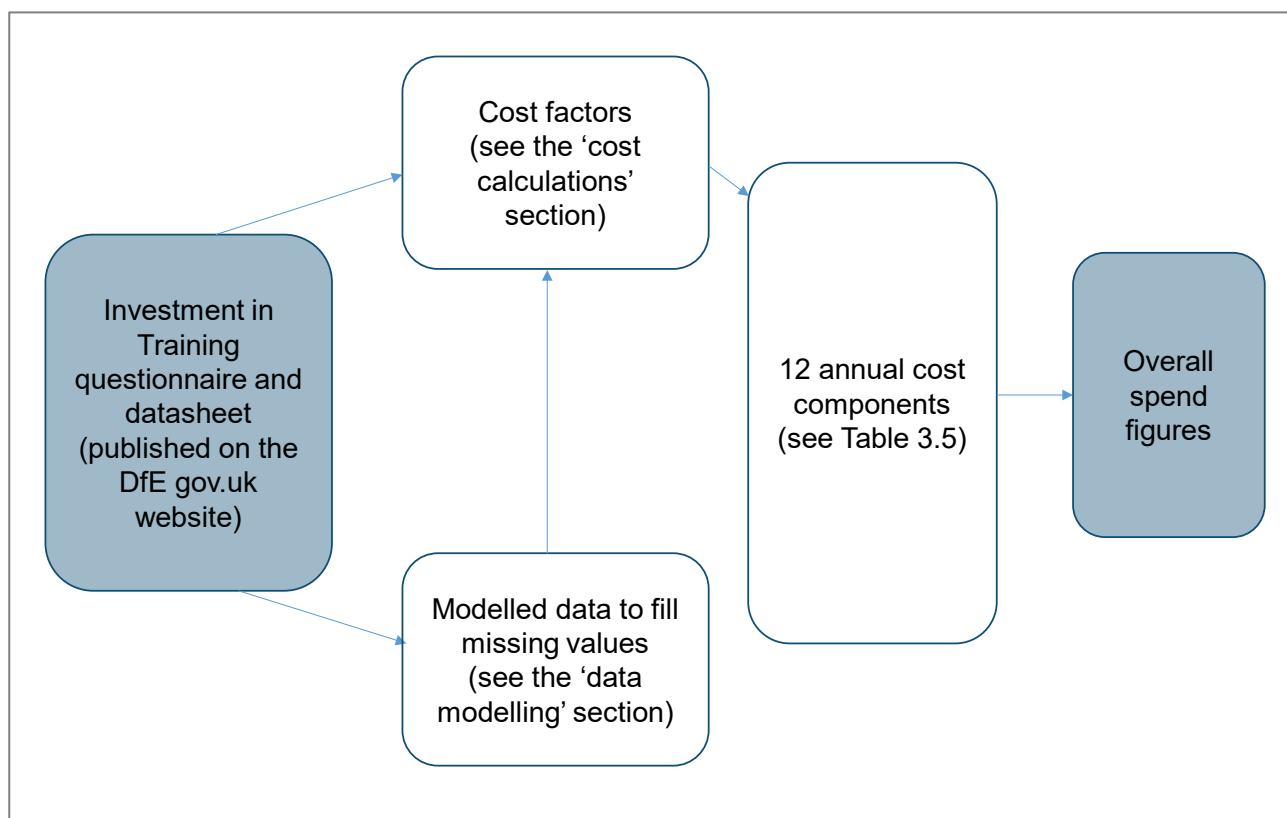 Investment in
Training
questionnaire and
datasheet
(published on the
DfE gov.uk
website)
Cost factors
(see the ‘cost
calculations’
section)
Modelled data to fill
missing values
(see the ‘data
modelling’ section)
12 annual cost
components
(see Table 3.5)
Overall
spend
figures